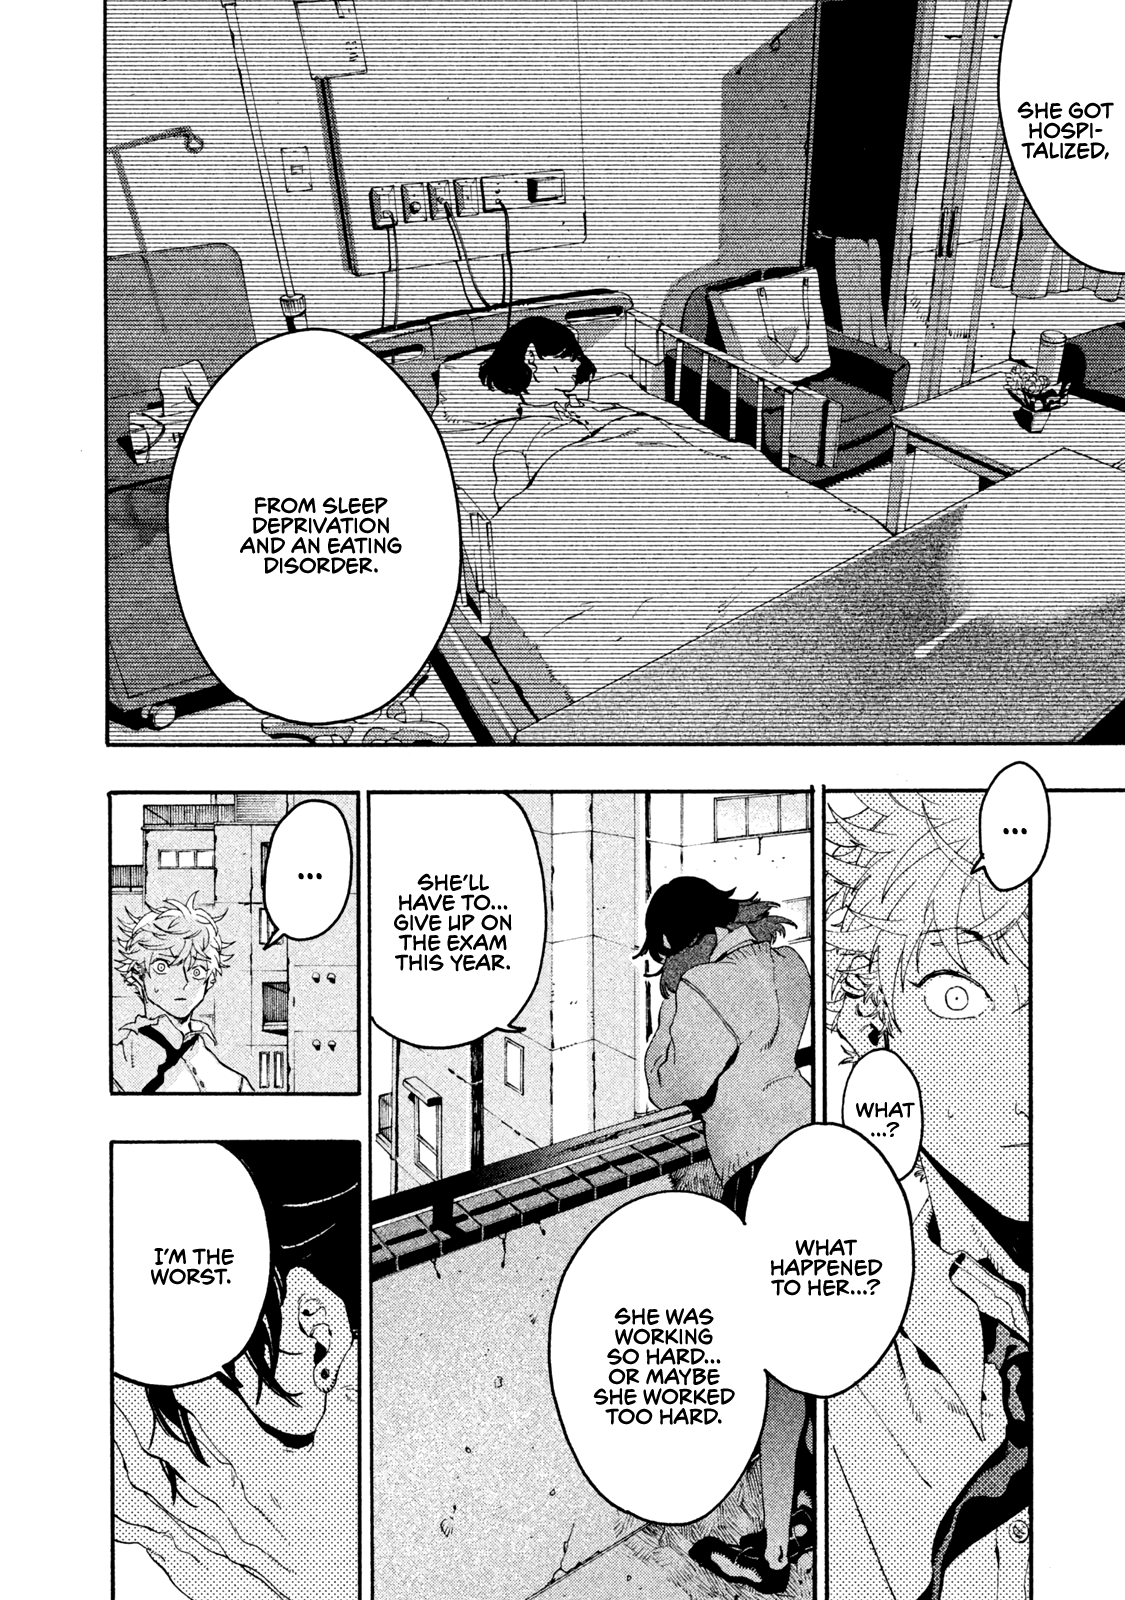 SHE GOT
HOSPI-
TALIZED,
FROM SLEEP
DEPRIVATION
AND AN EATING
DISORDER.
...
WHAT
...?
WHAT
HAPPENED
TO HER...?
SHE WAS
WORKING
SO HARD...
OR MAYBE
SHE WORKED
TOO HARD.
SHE'LL
HAVE TO...
GIVE UP ON
THE EXAM
THIS YEAR.
...
I'M THE
WORST.